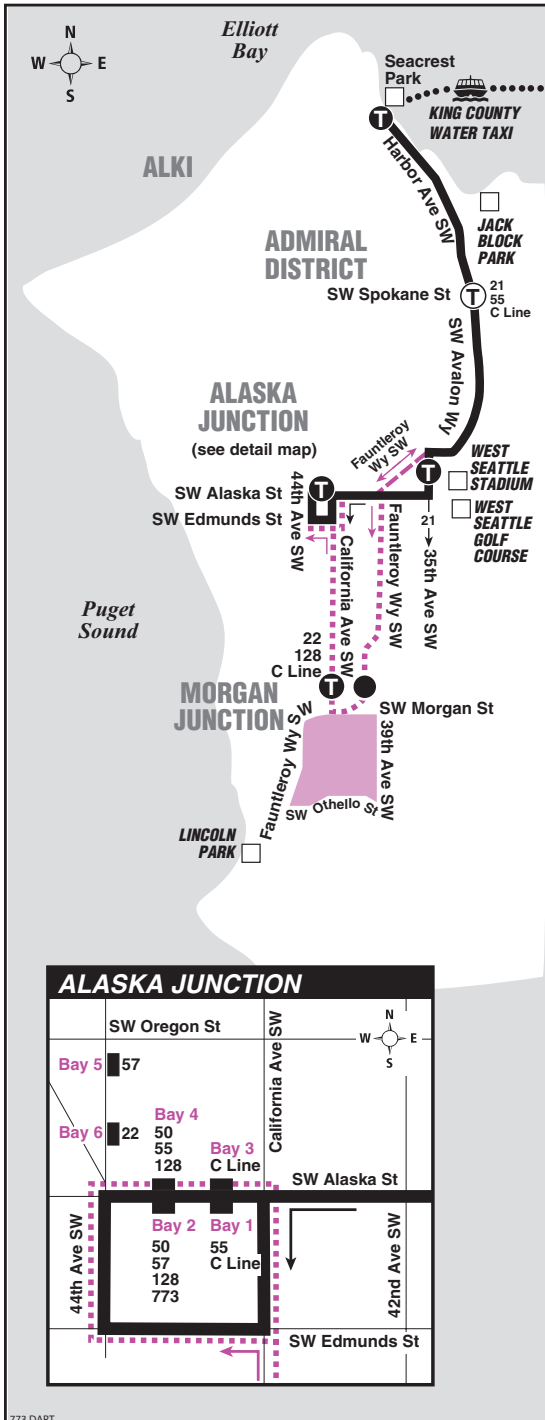 N
W
E
S
Elliott
Bay
Seacrest
Park
T
KING COUNTY
WATER TAXI
Harbor Ave SW
ALKI
JACK
BLOCK
PARK
ADMIRAL
DISTRICT
SW Spokane St
T
21
55
C Line
SW Avalon Wy
ALASKA
JUNCTION
(see detail map)
Fauntleroy
Wy SW
T
WEST
SEATTLE
STADIUM
44th Ave SW
SW Alaska St
T
SW Edmunds St
WEST
SEATTLE
GOLF
COURSE
21
35th Ave SW
California Ave SW
Fauntleroy Wy SW
Puget
Sound
22
128
C Line
T
MORGAN
JUNCTION
SW Morgan St
Fauntleroy Wy SW
39th Ave SW
SW Othello St
LINCOLN
PARK
ALASKA JUNCTION
SW Oregon St
California Ave SW
N
W
E
S
Bay 5
57
Bay 6
22
Bay 4
50
55
128
Bay 3
C Line
SW Alaska St
44th Ave SW
Bay 2
50
57
128
773
Bay 1
55
C Line
42nd Ave SW
SW Edmunds St
773 DART